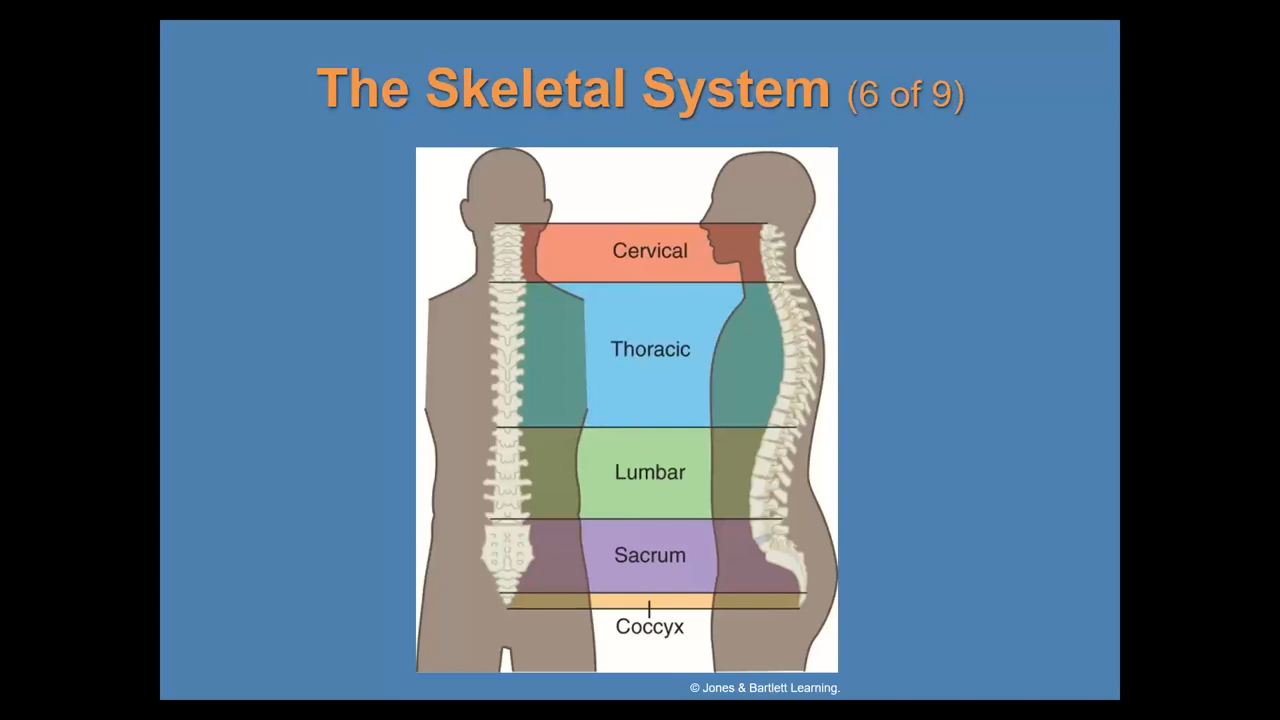 The Skeletal System (6 of 9)
Cervical
Thoracic
Lumbar
Sacrum
Coccyx
© Jones & Bartlett Learning.